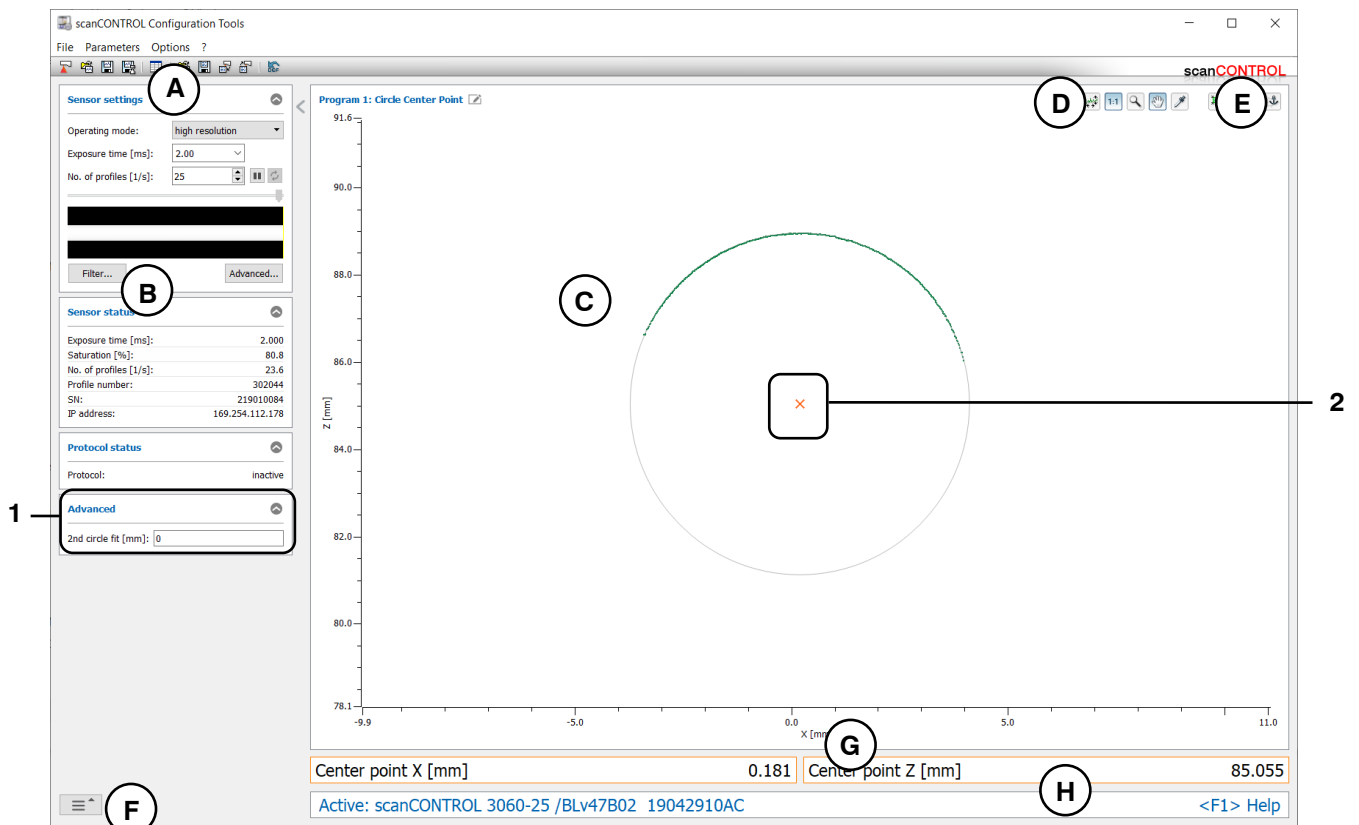 scanCONTROL Configuration Tools
File Parameters Options ?
scanCONTROL
A
Sensor settings
Operating mode: high resolution
Exposure time [ms]: 2.00
No. of profiles [1/s]: 25
Filter... Advanced...
B
Sensor status
Exposure time [ms]: 2.000
Saturation [%]: 80.8
No. of profiles [1/s]: 23.6
Profile number: 302044
SN: 219010084
IP address: 169.254.112.178
Protocol status
Protocol: inactive
1
Advanced
2nd circle fit [mm]: 0
F
Program 1: Circle Center Point
D
1:1
E
C
2
91.6
90.0
88.0
86.0
84.0
82.0
80.0
78.1
Z [mm]
-9.9 -5.0 0.0 5.0 11.0
X [mm
G
Center point X [mm] 0.181
Center point Z [mm] 85.055
H
Active: scanCONTROL 3060-25 /BLv47B02 19042910AC <F1> Help